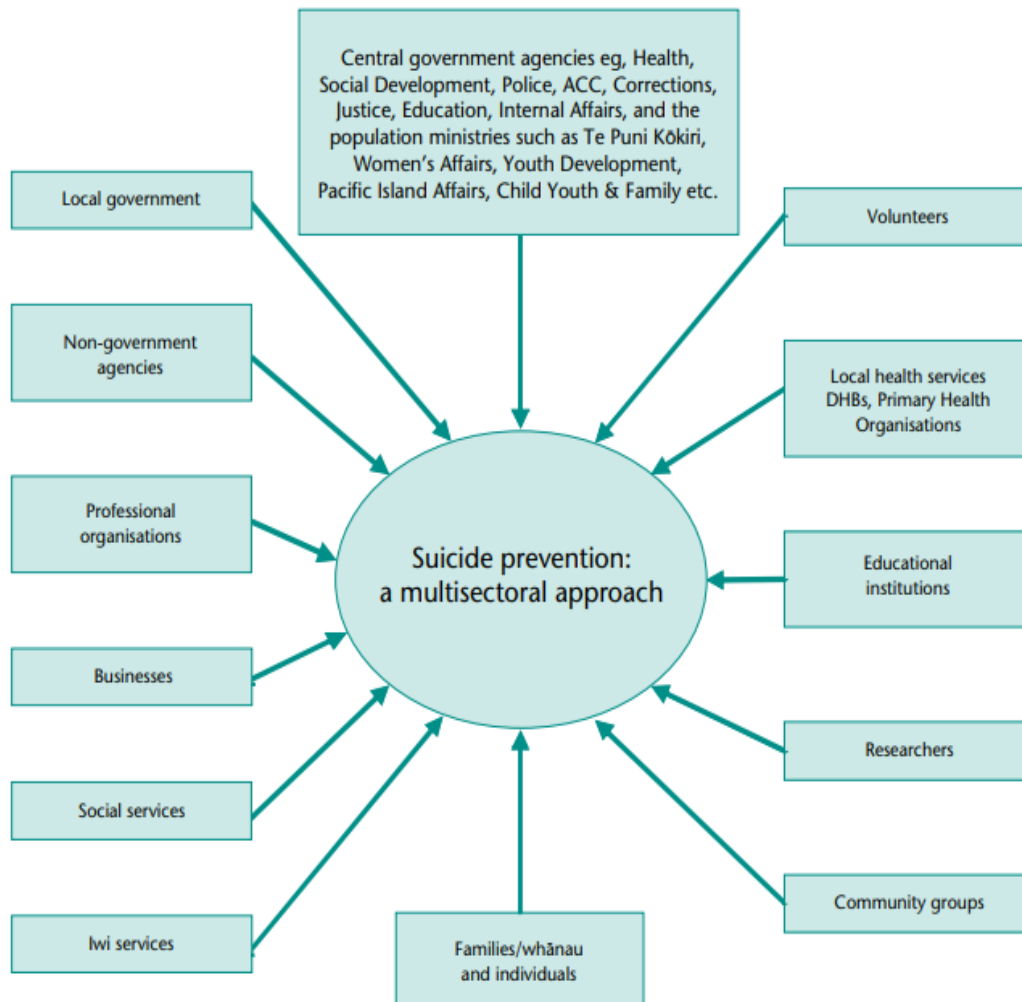 Central government agencies eg, Health,
Social Development, Police, ACC, Corrections,
Justice, Education, Internal Affairs, and the
population ministries such as Te Puni Kōkiri,
Women’s Affairs, Youth Development,
Pacific Island Affairs, Child Youth & Family etc.
Local government
Volunteers
Non-government
agencies
Local health services
DHBs, Primary Health
Organisations
Professional
organisations
Suicide prevention:
a multisectoral approach
Educational
institutions
Businesses
Researchers
Social services
Community groups
Iwi services
Families/whānau
and individuals